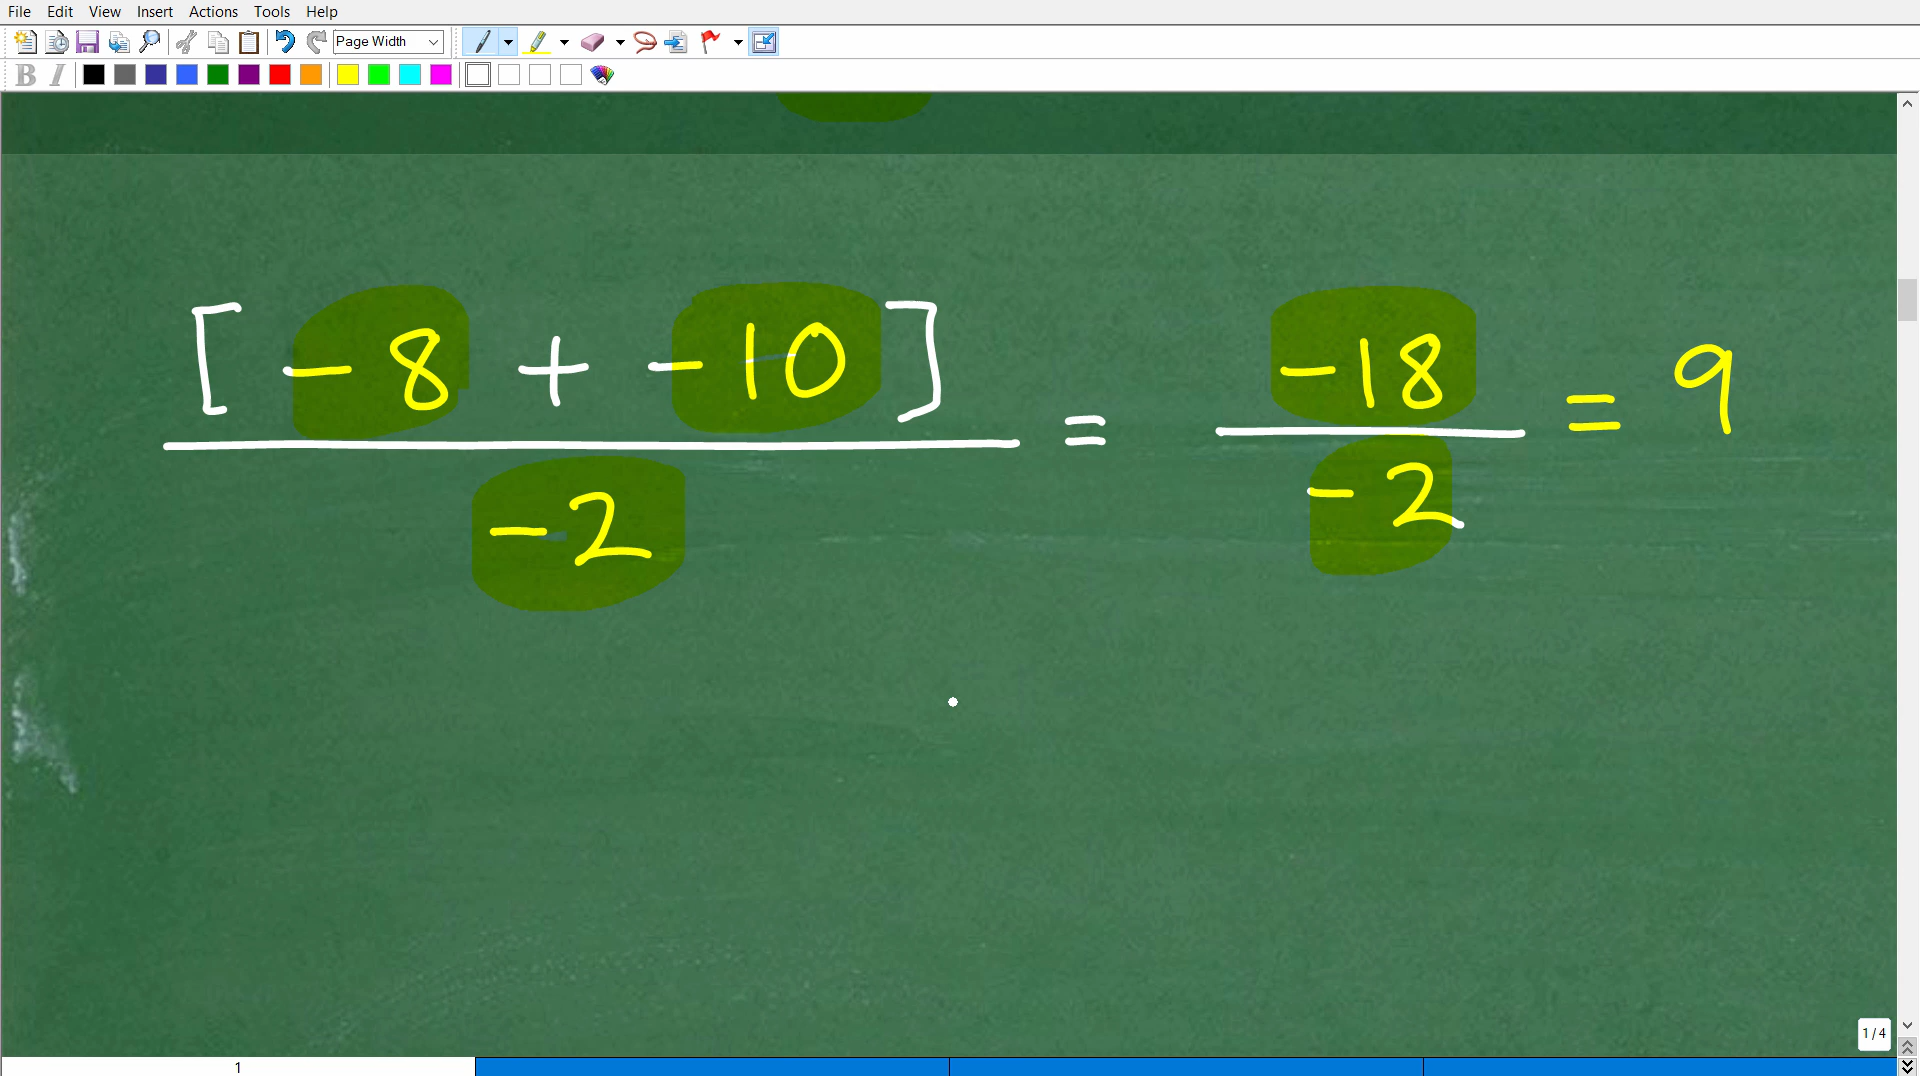 File Edit View Insert Actions Tools Help
Page Width
B I
[ -8 + -10 ] / -2 = -18 / -2 = 9
1 / 4
1